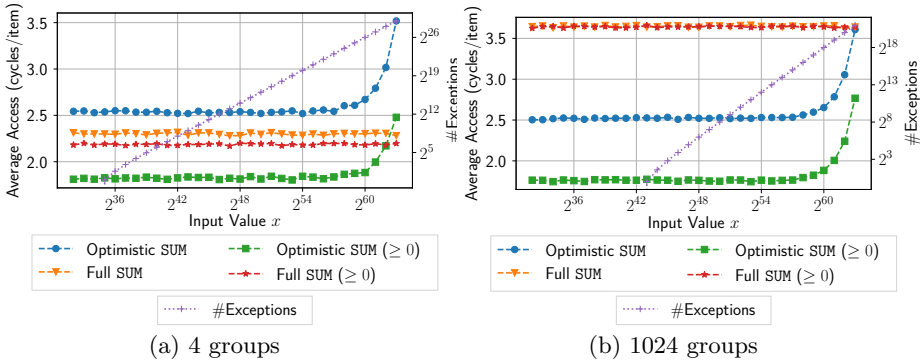 3.5
3.0
2.5
2.0
Average Access (cycles/item)
2^26
2^19
2^12
2^5
#Exceptions
2^36 2^42 2^48 2^54 2^60
Input Value x
Optimistic SUM
Full SUM
Optimistic SUM (≥ 0)
Full SUM (≥ 0)
#Exceptions
(a) 4 groups
3.5
3.0
2.5
2.0
Average Access (cycles/item)
2^18
2^13
2^8
2^3
#Exceptions
2^36 2^42 2^48 2^54 2^60
Input Value x
Optimistic SUM
Full SUM
Optimistic SUM (≥ 0)
Full SUM (≥ 0)
#Exceptions
(b) 1024 groups